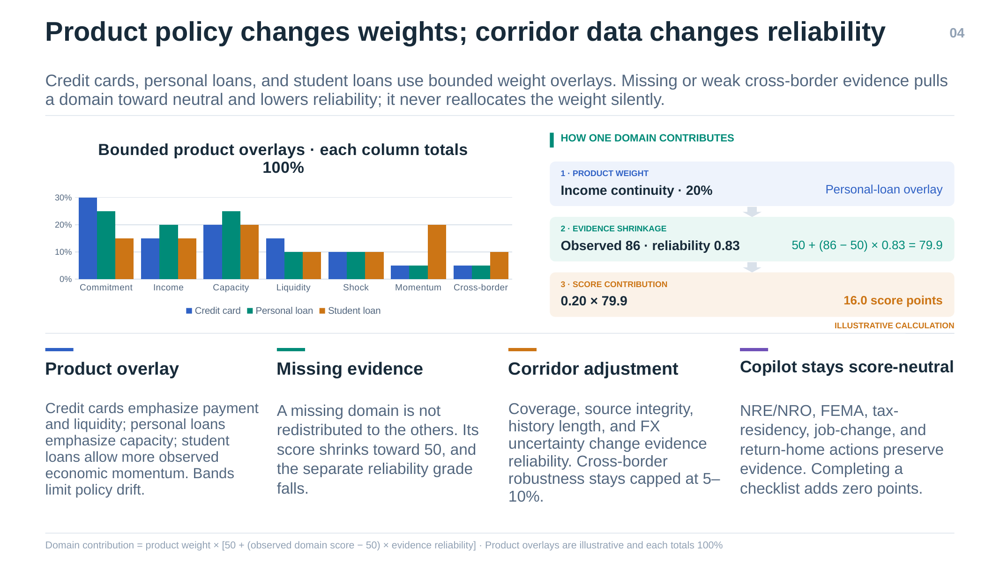 Product policy changes weights; corridor data changes reliability
04
Credit cards, personal loans, and student loans use bounded weight overlays. Missing or weak cross-border evidence pulls
a domain toward neutral and lowers reliability; it never reallocates the weight silently.
Bounded product overlays · each column totals
100%
30%
20%
10%
0%
Commitment Income Capacity Liquidity Shock Momentum Cross-border
Credit card Personal loan Student loan
HOW ONE DOMAIN CONTRIBUTES
1 · PRODUCT WEIGHT
Income continuity · 20% Personal-loan overlay
2 · EVIDENCE SHRINKAGE
Observed 86 · reliability 0.83 50 + (86 − 50) × 0.83 = 79.9
3 · SCORE CONTRIBUTION
0.20 × 79.9 16.0 score points
ILLUSTRATIVE CALCULATION
Product overlay
Credit cards emphasize payment
and liquidity; personal loans
emphasize capacity; student
loans allow more observed
economic momentum. Bands
limit policy drift.
Missing evidence
A missing domain is not
redistributed to the others. Its
score shrinks toward 50, and
the separate reliability grade
falls.
Corridor adjustment
Coverage, source integrity,
history length, and FX
uncertainty change evidence
reliability. Cross-border
robustness stays capped at 5–
10%.
Copilot stays score-neutral
NRE/NRO, FEMA, tax-
residency, job-change, and
return-home actions preserve
evidence. Completing a
checklist adds zero points.
Domain contribution = product weight × [50 + (observed domain score − 50) × evidence reliability] · Product overlays are illustrative and each totals 100%